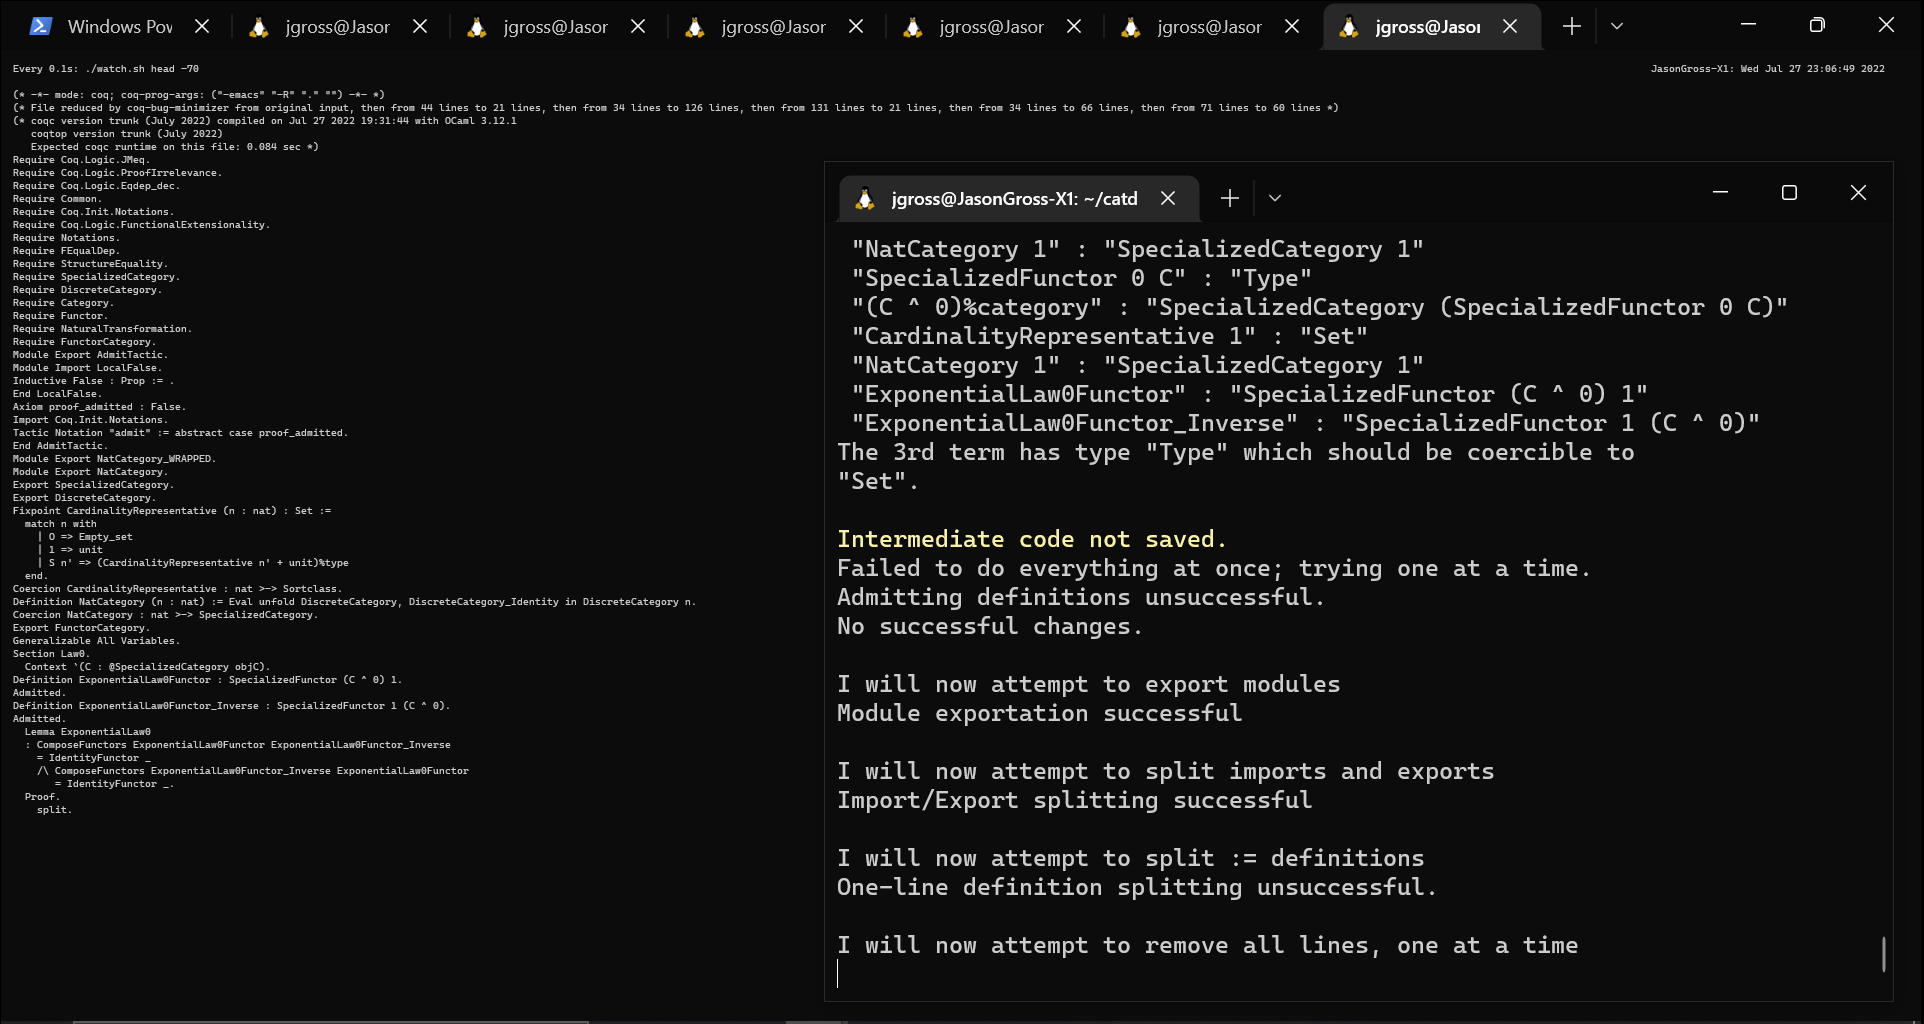 Windows Pow
jgross@Jasor
jgross@Jasor
jgross@Jasor
jgross@Jasor
jgross@Jasor
jgross@Jasor
Every 0.1s: ./watch.sh head -70
JasonGross-X1: Wed Jul 27 23:06:49 2022
(* -*- mode: coq; coq-prog-args: ("-emacs" "-R" "." "") -*- *)
(* File reduced by coq-bug-minimizer from original input, then from 44 lines to 21 lines, then from 34 lines to 126 lines, then from 131 lines to 21 lines, then from 34 lines to 66 lines, then from 71 lines to 60 lines *)
(* coqc version trunk (July 2022) compiled on Jul 27 2022 19:31:44 with OCaml 3.12.1
   coqtop version trunk (July 2022)
   Expected coqc runtime on this file: 0.084 sec *)
Require Coq.Logic.JMeq.
Require Coq.Logic.ProofIrrelevance.
Require Coq.Logic.Eqdep_dec.
Require Common.
Require Coq.Init.Notations.
Require Coq.Logic.FunctionalExtensionality.
Require Notations.
Require FEqualDep.
Require StructureEquality.
Require SpecializedCategory.
Require DiscreteCategory.
Require Category.
Require Functor.
Require NaturalTransformation.
Require FunctorCategory.
Module Export AdmitTactic.
Module Import LocalFalse.
Inductive False : Prop := .
End LocalFalse.
Axiom proof_admitted : False.
Import Coq.Init.Notations.
Tactic Notation "admit" := abstract case proof_admitted.
End AdmitTactic.
Module Export NatCategory_WRAPPED.
Module Export NatCategory.
Export SpecializedCategory.
Export DiscreteCategory.
Fixpoint CardinalityRepresentative (n : nat) : Set :=
  match n with
    | O => Empty_set
    | 1 => unit
    | S n' => (CardinalityRepresentative n' + unit)%type
  end.
Coercion CardinalityRepresentative : nat >-> Sortclass.
Definition NatCategory (n : nat) := Eval unfold DiscreteCategory, DiscreteCategory_Identity in DiscreteCategory n.
Coercion NatCategory : nat >-> SpecializedCategory.
Export FunctorCategory.
Generalizable All Variables.
Section Law0.
  Context `(C : @SpecializedCategory objC).
Definition ExponentialLaw0Functor : SpecializedFunctor (C ^ 0) 1.
Admitted.
Definition ExponentialLaw0Functor_Inverse : SpecializedFunctor 1 (C ^ 0).
Admitted.
  Lemma ExponentialLaw0
  : ComposeFunctors ExponentialLaw0Functor ExponentialLaw0Functor_Inverse
    = IdentityFunctor _
    /\ ComposeFunctors ExponentialLaw0Functor_Inverse ExponentialLaw0Functor
       = IdentityFunctor _.
  Proof.
    split.
jgross@JasonGross-X1: ~/catd
 "NatCategory 1" : "SpecializedCategory 1"
 "SpecializedFunctor 0 C" : "Type"
 "(C ^ 0)%category" : "SpecializedCategory (SpecializedFunctor 0 C)"
 "CardinalityRepresentative 1" : "Set"
 "NatCategory 1" : "SpecializedCategory 1"
 "ExponentialLaw0Functor" : "SpecializedFunctor (C ^ 0) 1"
 "ExponentialLaw0Functor_Inverse" : "SpecializedFunctor 1 (C ^ 0)"
The 3rd term has type "Type" which should be coercible to
"Set".
Intermediate code not saved.
Failed to do everything at once; trying one at a time.
Admitting definitions unsuccessful.
No successful changes.
I will now attempt to export modules
Module exportation successful
I will now attempt to split imports and exports
Import/Export splitting successful
I will now attempt to split := definitions
One-line definition splitting unsuccessful.
I will now attempt to remove all lines, one at a time